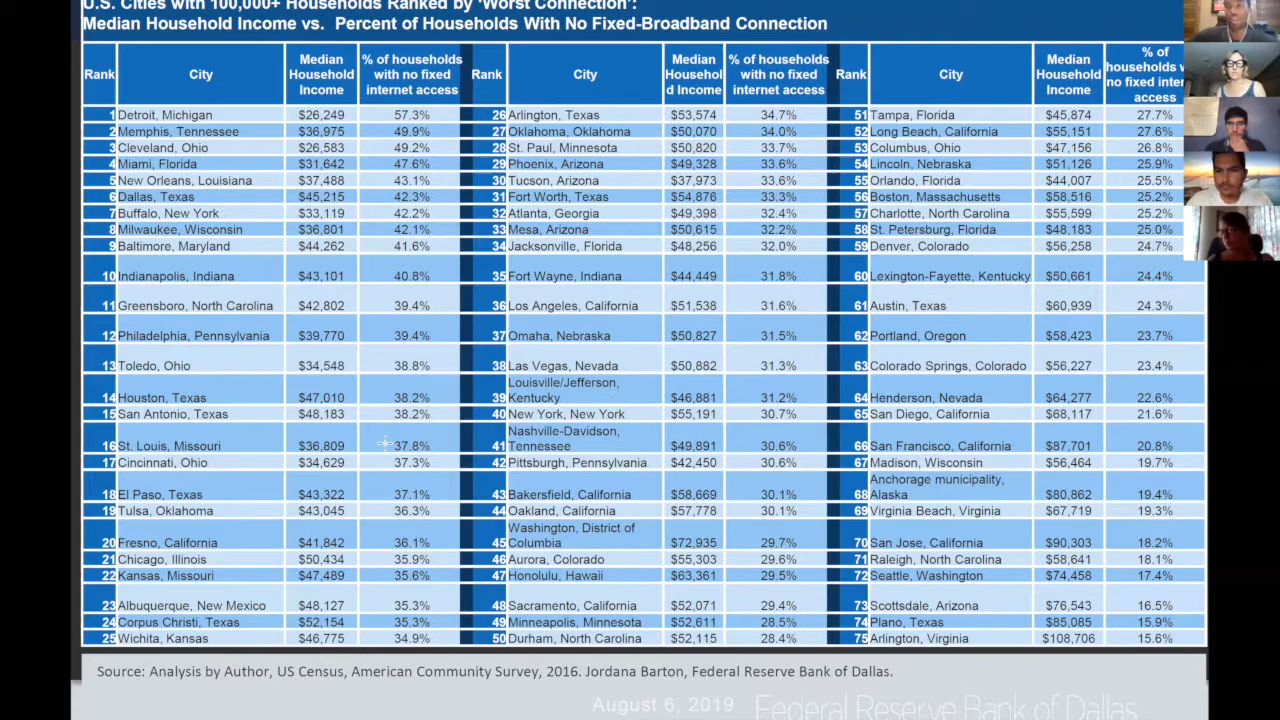 U.S. Cities with 100,000+ Households Ranked by 'Worst Connection':
Median Household Income vs. Percent of Households With No Fixed-Broadband Connection
Rank City Median Household Income % of households with no fixed internet access Rank City Median Househol d Income % of households with no fixed internet access Rank City Median Household Income % of households w no fixed inter access
1 Detroit, Michigan $26,249 57.3% 26 Arlington, Texas $53,574 34.7% 51 Tampa, Florida $45,874 27.7%
2 Memphis, Tennessee $36,975 49.9% 27 Oklahoma, Oklahoma $50,070 34.0% 52 Long Beach, California $55,151 27.6%
3 Cleveland, Ohio $26,583 49.2% 28 St. Paul, Minnesota $50,820 33.7% 53 Columbus, Ohio $47,156 26.8%
4 Miami, Florida $31,642 47.6% 29 Phoenix, Arizona $49,328 33.6% 54 Lincoln, Nebraska $51,126 25.9%
5 New Orleans, Louisiana $37,488 43.1% 30 Tucson, Arizona $37,973 33.6% 55 Orlando, Florida $44,007 25.5%
6 Dallas, Texas $45,215 42.3% 31 Fort Worth, Texas $54,876 33.3% 56 Boston, Massachusetts $58,516 25.2%
7 Buffalo, New York $33,119 42.2% 32 Atlanta, Georgia $49,398 32.4% 57 Charlotte, North Carolina $55,599 25.2%
8 Milwaukee, Wisconsin $36,801 42.1% 33 Mesa, Arizona $50,615 32.2% 58 St. Petersburg, Florida $48,183 25.0%
9 Baltimore, Maryland $44,262 41.6% 34 Jacksonville, Florida $48,256 32.0% 59 Denver, Colorado $56,258 24.7%
10 Indianapolis, Indiana $43,101 40.8% 35 Fort Wayne, Indiana $44,449 31.8% 60 Lexington-Fayette, Kentucky $50,661 24.4%
11 Greensboro, North Carolina $42,802 39.4% 36 Los Angeles, California $51,538 31.6% 61 Austin, Texas $60,939 24.3%
12 Philadelphia, Pennsylvania $39,770 39.4% 37 Omaha, Nebraska $50,827 31.5% 62 Portland, Oregon $58,423 23.7%
13 Toledo, Ohio $34,548 38.8% 38 Las Vegas, Nevada $50,882 31.3% 63 Colorado Springs, Colorado $56,227 23.4%
14 Houston, Texas $47,010 38.2% 39 Louisville/Jefferson, Kentucky $46,881 31.2% 64 Henderson, Nevada $64,277 22.6%
15 San Antonio, Texas $48,183 38.2% 40 New York, New York $55,191 30.7% 65 San Diego, California $68,117 21.6%
16 St. Louis, Missouri $36,809 37.8% 41 Nashville-Davidson, Tennessee $49,891 30.6% 66 San Francisco, California $87,701 20.8%
17 Cincinnati, Ohio $34,629 37.3% 42 Pittsburgh, Pennsylvania $42,450 30.6% 67 Madison, Wisconsin $56,464 19.7%
18 El Paso, Texas $43,322 37.1% 43 Bakersfield, California $58,669 30.1% 68 Anchorage municipality, Alaska $80,862 19.4%
19 Tulsa, Oklahoma $43,045 36.3% 44 Oakland, California $57,778 30.1% 69 Virginia Beach, Virginia $67,719 19.3%
20 Fresno, California $41,842 36.1% 45 Washington, District of Columbia $72,935 29.7% 70 San Jose, California $90,303 18.2%
21 Chicago, Illinois $50,434 35.9% 46 Aurora, Colorado $55,303 29.6% 71 Raleigh, North Carolina $58,641 18.1%
22 Kansas, Missouri $47,489 35.6% 47 Honolulu, Hawaii $63,361 29.5% 72 Seattle, Washington $74,458 17.4%
23 Albuquerque, New Mexico $48,127 35.3% 48 Sacramento, California $52,071 29.4% 73 Scottsdale, Arizona $76,543 16.5%
24 Corpus Christi, Texas $52,154 35.3% 49 Minneapolis, Minnesota $52,611 28.5% 74 Plano, Texas $85,085 15.9%
25 Wichita, Kansas $46,775 34.9% 50 Durham, North Carolina $52,115 28.4% 75 Arlington, Virginia $108,706 15.6%
Source: Analysis by Author, US Census, American Community Survey, 2016. Jordana Barton, Federal Reserve Bank of Dallas.
August 6, 2019 Federal Reserve Bank of Dallas